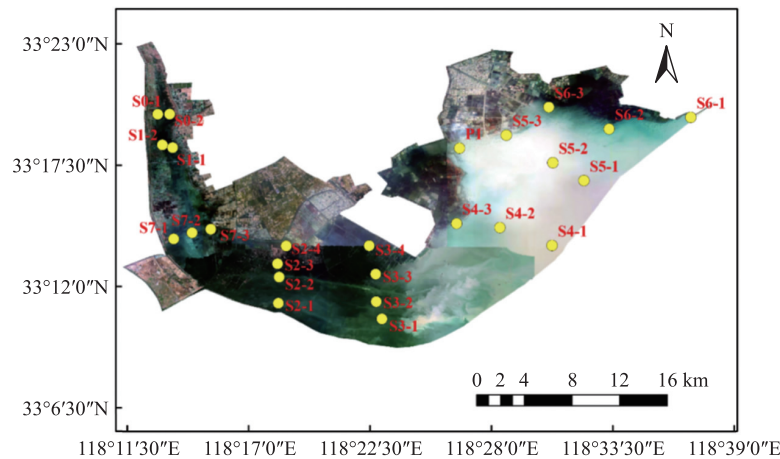 33°23′0″N
N
S6-3
S6-1
S0-1
S0-2
S6-2
P1
S5-3
S1-2
S1-1
S5-2
33°17′30″N
S5-1
S4-3
S4-2
S7-2
S7-1
S7-3
S4-1
S2-4
S3-4
S2-3
S3-3
33°12′0″N
S2-2
S3-2
S2-1
S3-1
0 2 4 8 12 16 km
33°6′30″N
118°11′30″E 118°17′0″E 118°22′30″E 118°28′0″E 118°33′30″E 118°39′0″E